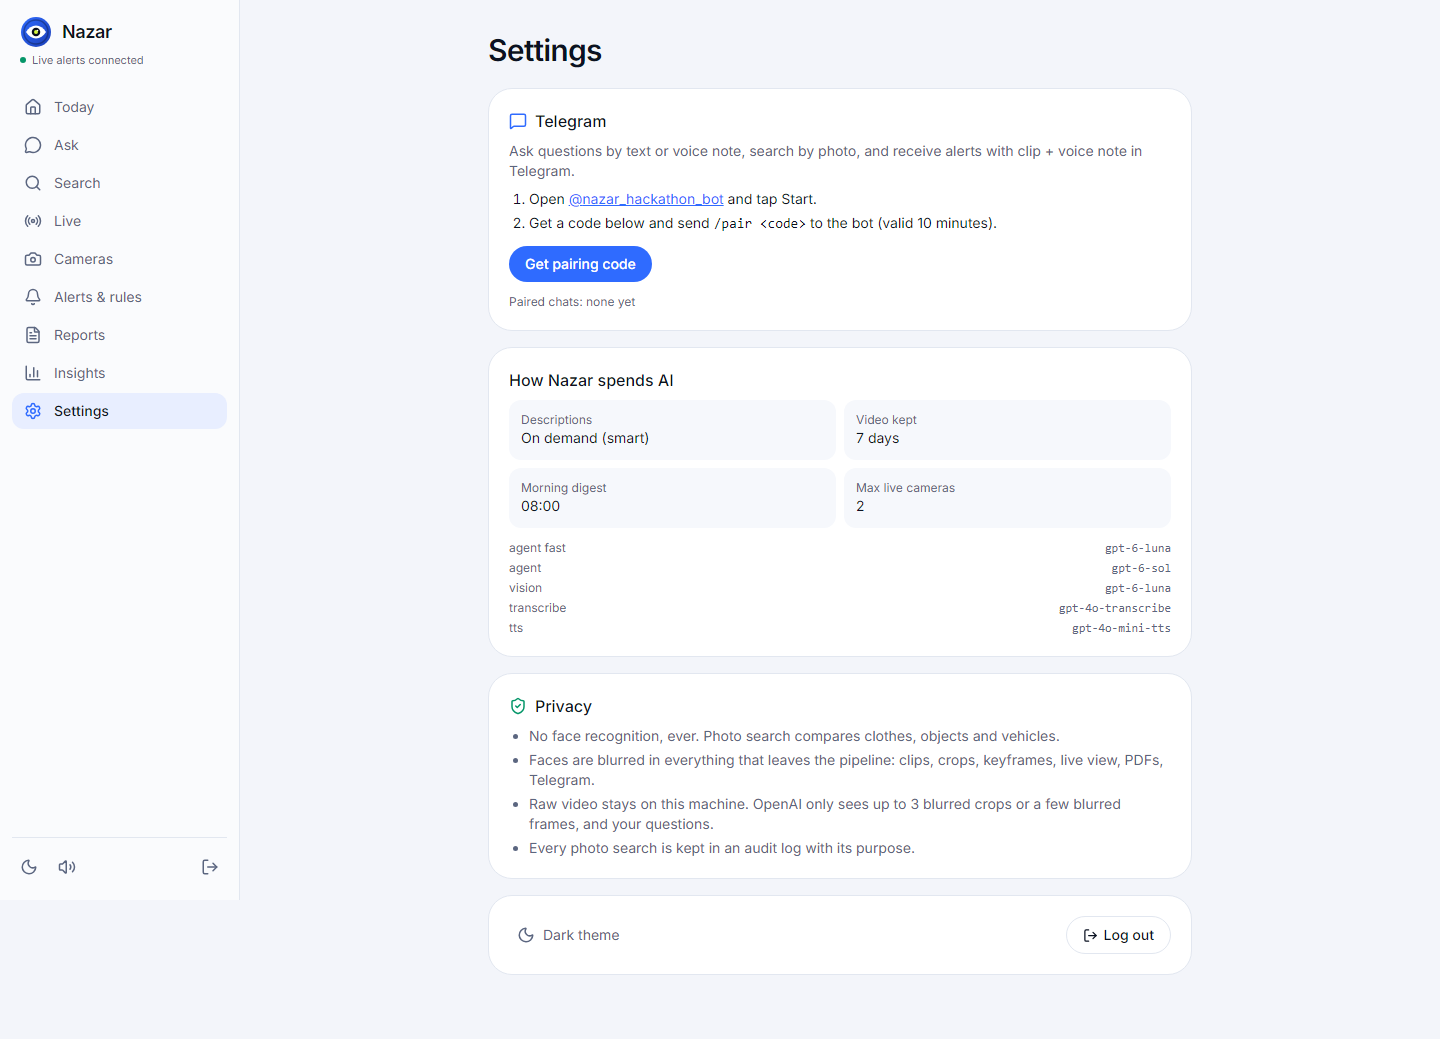 Nazar
Live alerts connected
Today
Ask
Search
Live
Cameras
Alerts & rules
Reports
Insights
Settings
Settings
Telegram
Ask questions by text or voice note, search by photo, and receive alerts with clip + voice note in
Telegram.
1. Open @nazar_hackathon_bot and tap Start.
2. Get a code below and send /pair <code> to the bot (valid 10 minutes).
Get pairing code
Paired chats: none yet
How Nazar spends AI
Descriptions
On demand (smart)
Video kept
7 days
Morning digest
08:00
Max live cameras
2
agent fast gpt-6-luna
agent gpt-6-sol
vision gpt-6-luna
transcribe gpt-4o-transcribe
tts gpt-4o-mini-tts
Privacy
• No face recognition, ever. Photo search compares clothes, objects and vehicles.
• Faces are blurred in everything that leaves the pipeline: clips, crops, keyframes, live view, PDFs,
Telegram.
• Raw video stays on this machine. OpenAI only sees up to 3 blurred crops or a few blurred
frames, and your questions.
• Every photo search is kept in an audit log with its purpose.
Dark theme
Log out